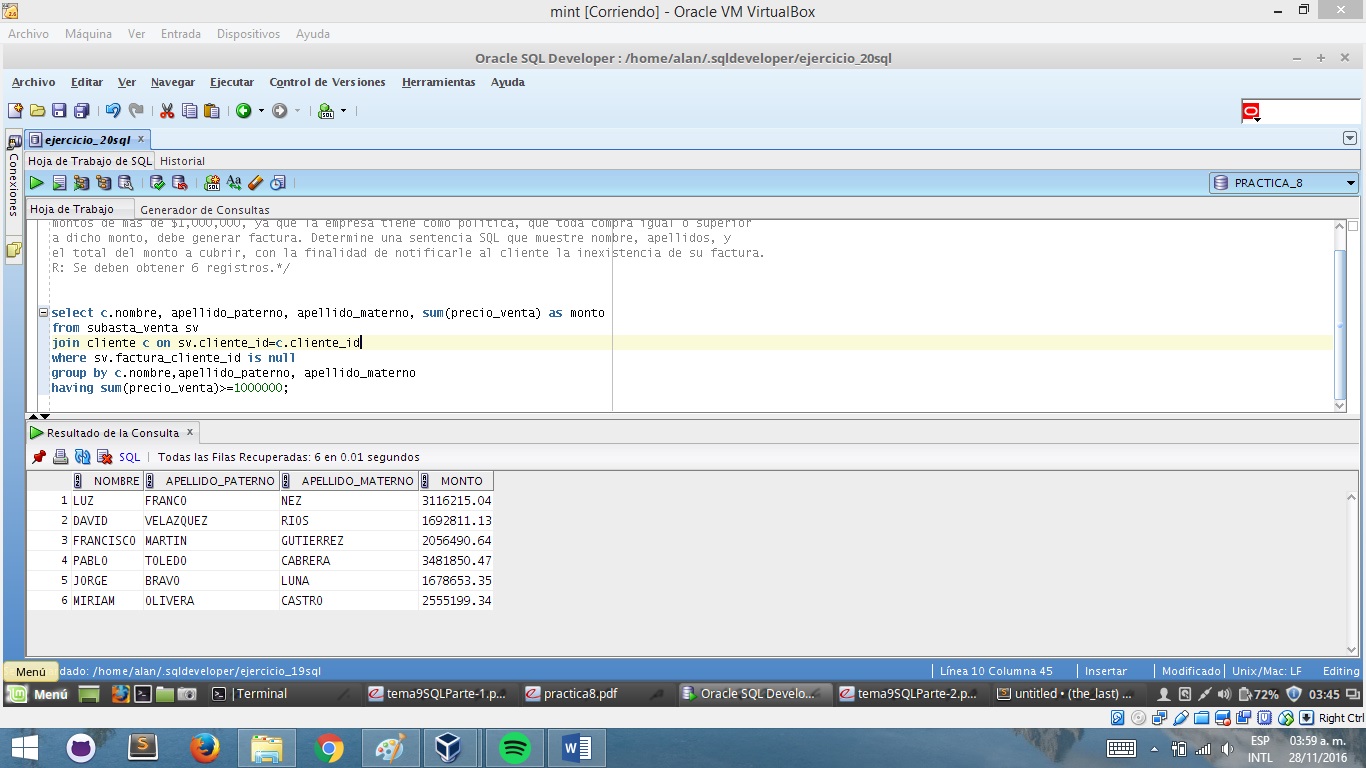 mint [Corriendo] - Oracle VM VirtualBox
Archivo Máquina Ver Entrada Dispositivos Ayuda
Oracle SQL Developer : /home/alan/.sqldeveloper/ejercicio_20sql
Archivo Editar Ver Navegar Ejecutar Control de Versiones Herramientas Ayuda
ejercicio_20sql x
Conexiones
Hoja de Trabajo de SQL Historial
PRACTICA_8
Hoja de Trabajo Generador de Consultas
montos de más de $1,000,000, ya que la empresa tiene como política, que toda compra igual o superior
a dicho monto, debe generar factura. Determine una sentencia SQL que muestre nombre, apellidos, y
el total del monto a cubrir, con la finalidad de notificarle al cliente la inexistencia de su factura.
R: Se deben obtener 6 registros.*/
select c.nombre, apellido_paterno, apellido_materno, sum(precio_venta) as monto
from subasta_venta sv
join cliente c on sv.cliente_id=c.cliente_id
where sv.factura_cliente_id is null
group by c.nombre,apellido_paterno, apellido_materno
having sum(precio_venta)>=1000000;
Resultado de la Consulta x
SQL | Todas las Filas Recuperadas: 6 en 0.01 segundos
NOMBRE APELLIDO_PATERNO APELLIDO_MATERNO MONTO
1 LUZ FRANCO NEZ 3116215.04
2 DAVID VELAZQUEZ RIOS 1692811.13
3 FRANCISCO MARTIN GUTIERREZ 2056490.64
4 PABLO TOLEDO CABRERA 3481850.47
5 JORGE BRAVO LUNA 1678653.35
6 MIRIAM OLIVERA CASTRO 2555199.34
Menú
dado: /home/alan/.sqldeveloper/ejercicio_19sql Línea 10 Columna 45 Insertar Modificado Unix/Mac: LF Editing
Menú |Terminal tema9SQLParte-1.p... practica8.pdf Oracle SQL Develo... tema9SQLParte-2.p... untitled • (the_last) ... 72% 03:45
Right Ctrl
ESP 03:59 a. m.
INTL 28/11/2016